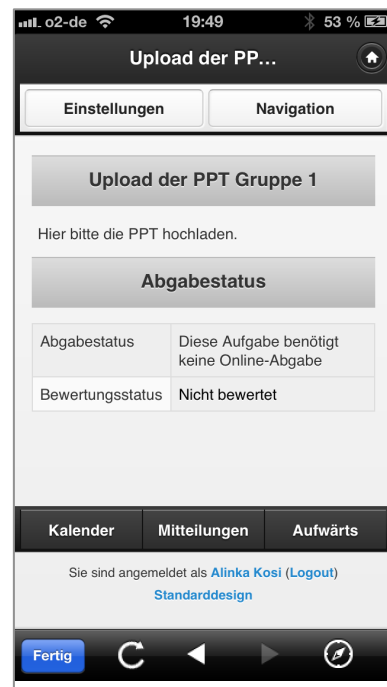 o2-de 19:49 53 %
Upload der PP...
Einstellungen Navigation
Upload der PPT Gruppe 1
Hier bitte die PPT hochladen.
Abgabestatus
Abgabestatus Diese Aufgabe benötigt
keine Online-Abgabe
Bewertungsstatus Nicht bewertet
Kalender Mitteilungen Aufwärts
Sie sind angemeldet als Alinka Kosi (Logout)
Standarddesign
Fertig